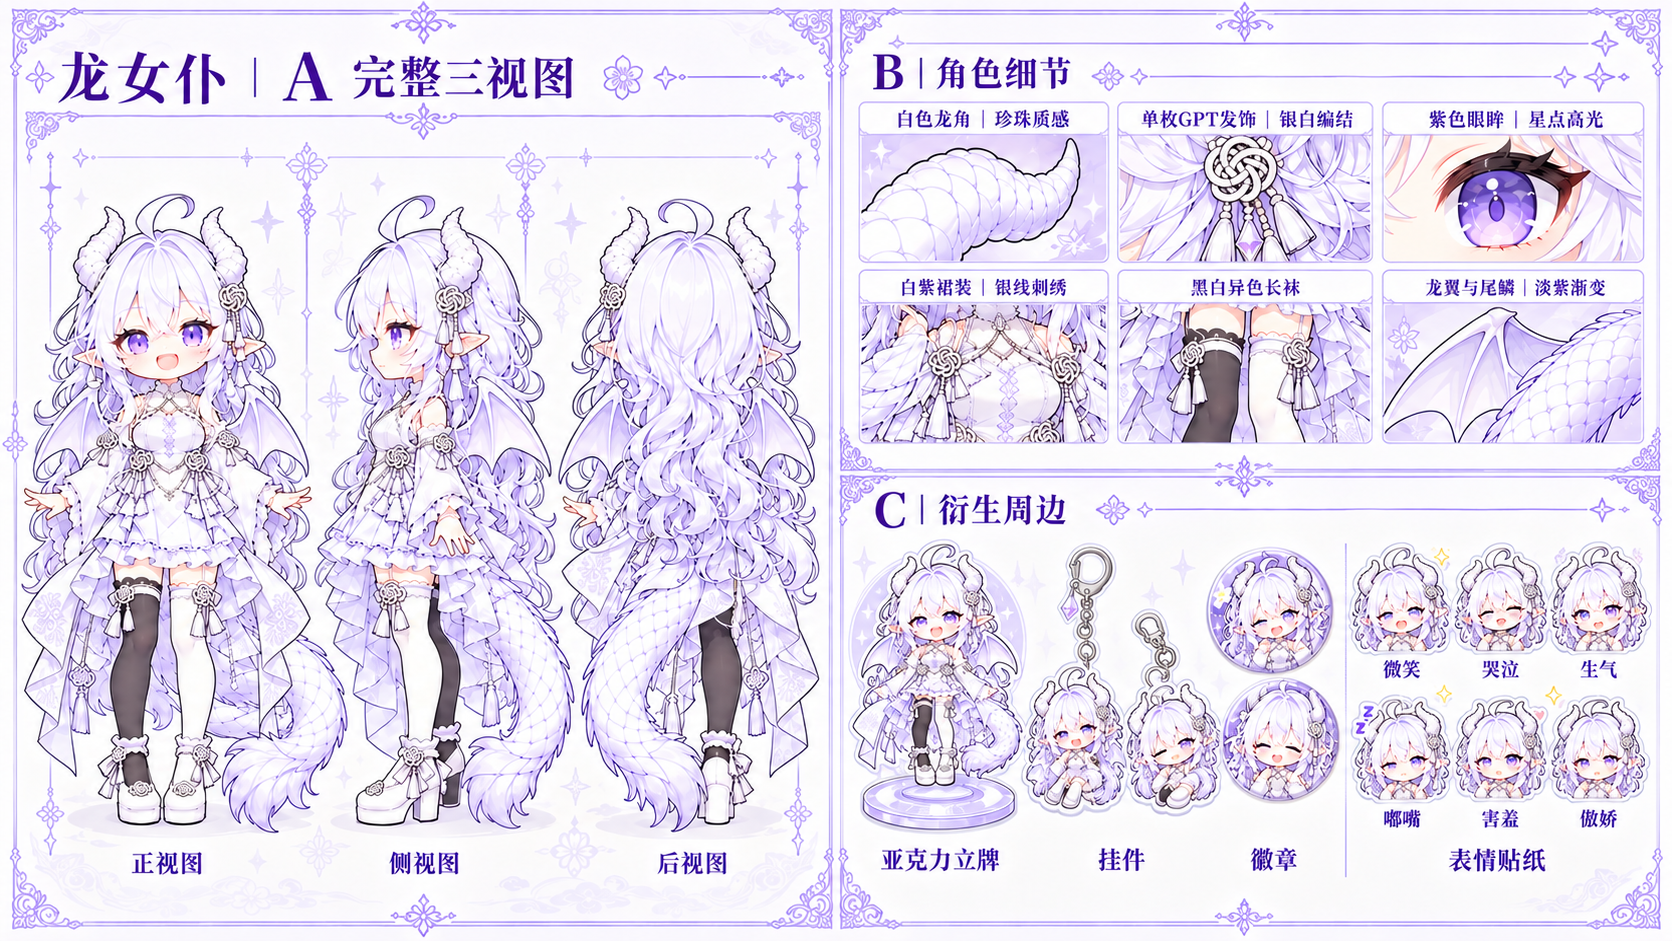 龙女仆 | A 完整三视图
正视图
侧视图
后视图
B | 角色细节
白色龙角 | 珍珠质感
单枚GPT发饰 | 银白编结
紫色眼眸 | 星点高光
白紫裙装 | 银线刺绣
黑白异色长袜
龙翼与尾鳞 | 淡紫渐变
C | 衍生周边
亚克力立牌
挂件
徽章
微笑
哭泣
生气
z
z
嘟嘴
害羞
傲娇
表情贴纸